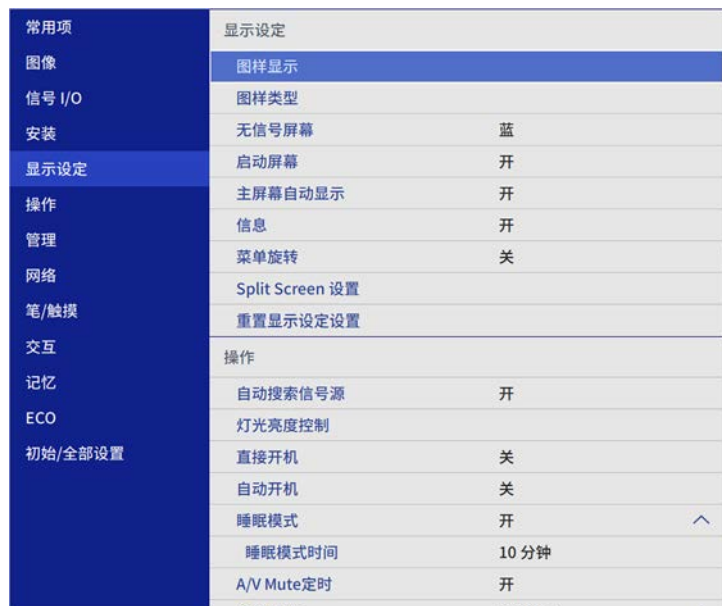 常用项
图像
信号 I/O
安装
显示设定
操作
管理
网络
笔/触摸
交互
记忆
ECO
初始/全部设置
显示设定
图样显示
图样类型
无信号屏幕 蓝
启动屏幕 开
主屏幕自动显示 开
信息 开
菜单旋转 关
Split Screen 设置
重置显示设定设置
操作
自动搜索信号源 开
灯光亮度控制
直接开机 关
自动开机 关
睡眠模式 开
睡眠模式时间 10 分钟
A/V Mute定时 开